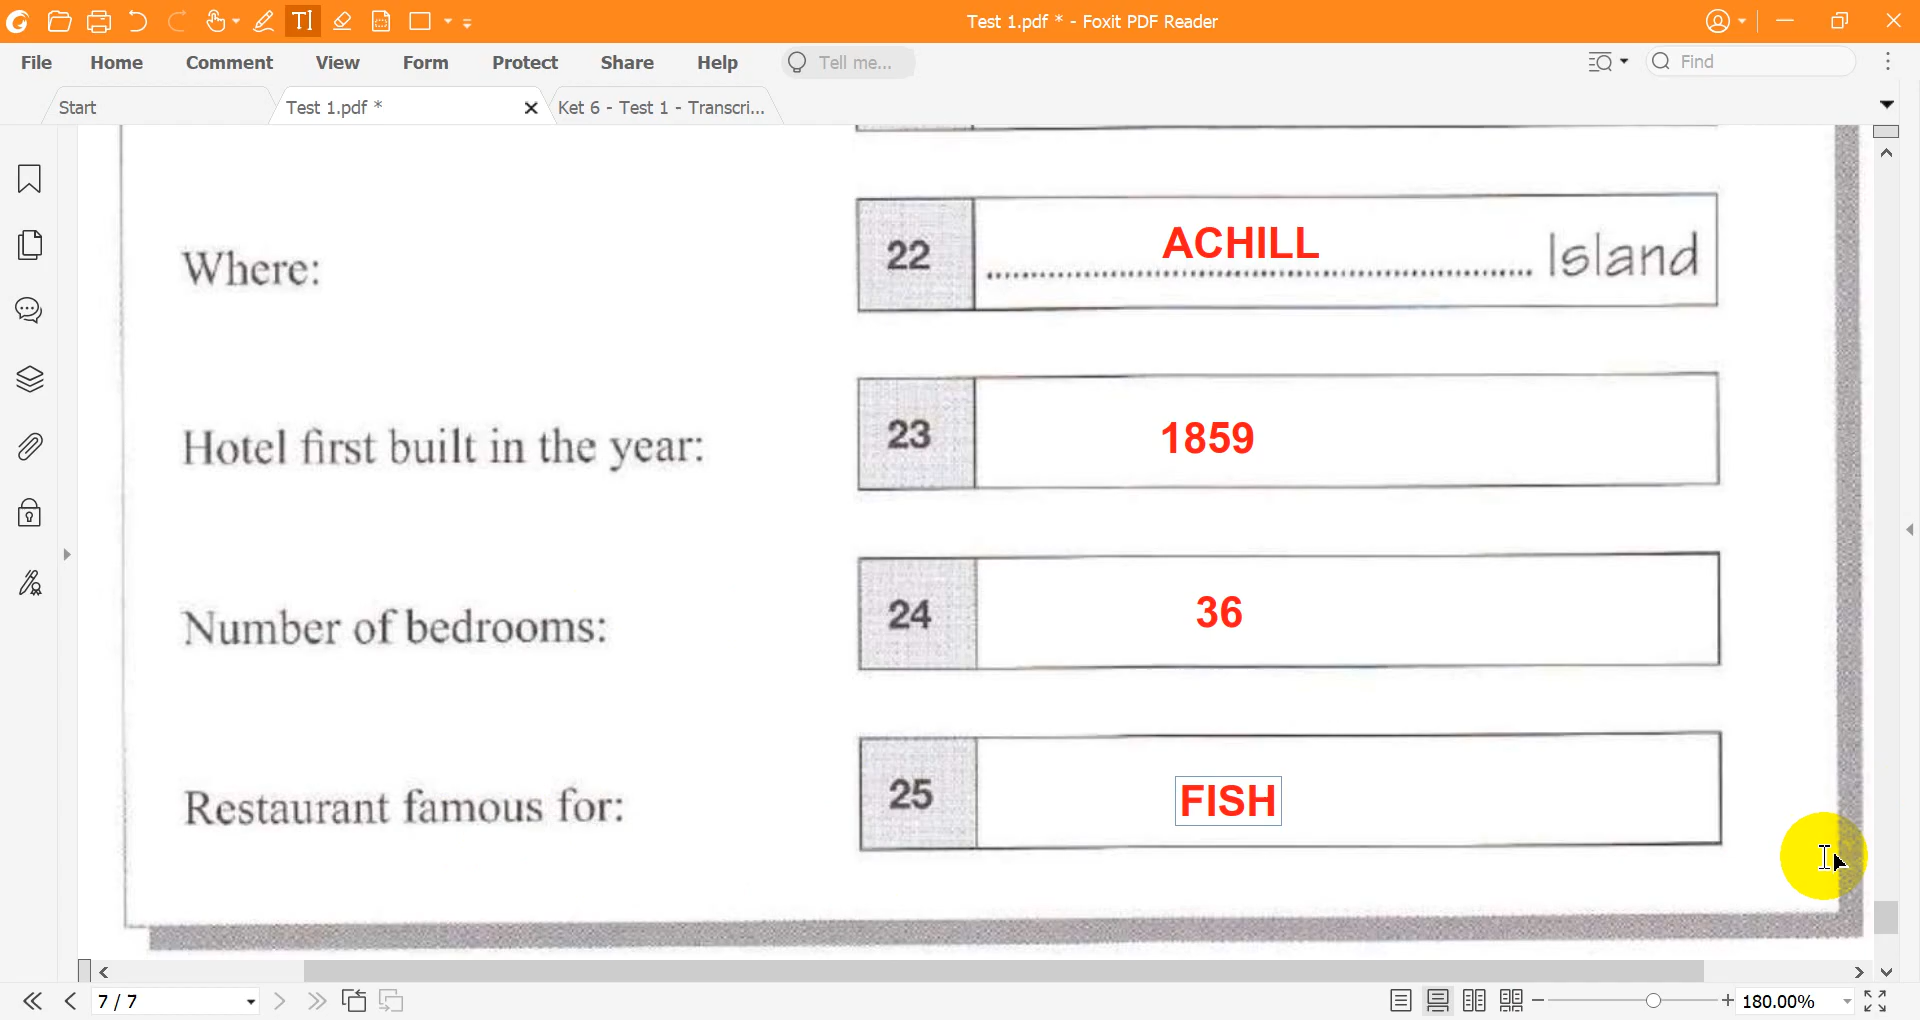 Test 1.pdf * - Foxit PDF Reader
File Home Comment View Form Protect Share Help Tell me... Find
Start Test 1.pdf * Ket 6 - Test 1 - Transcri...
Where: 22 ACHILL Island
Hotel first built in the year: 23 1859
Number of bedrooms: 24 36
Restaurant famous for: 25 FISH
7 / 7 180.00%